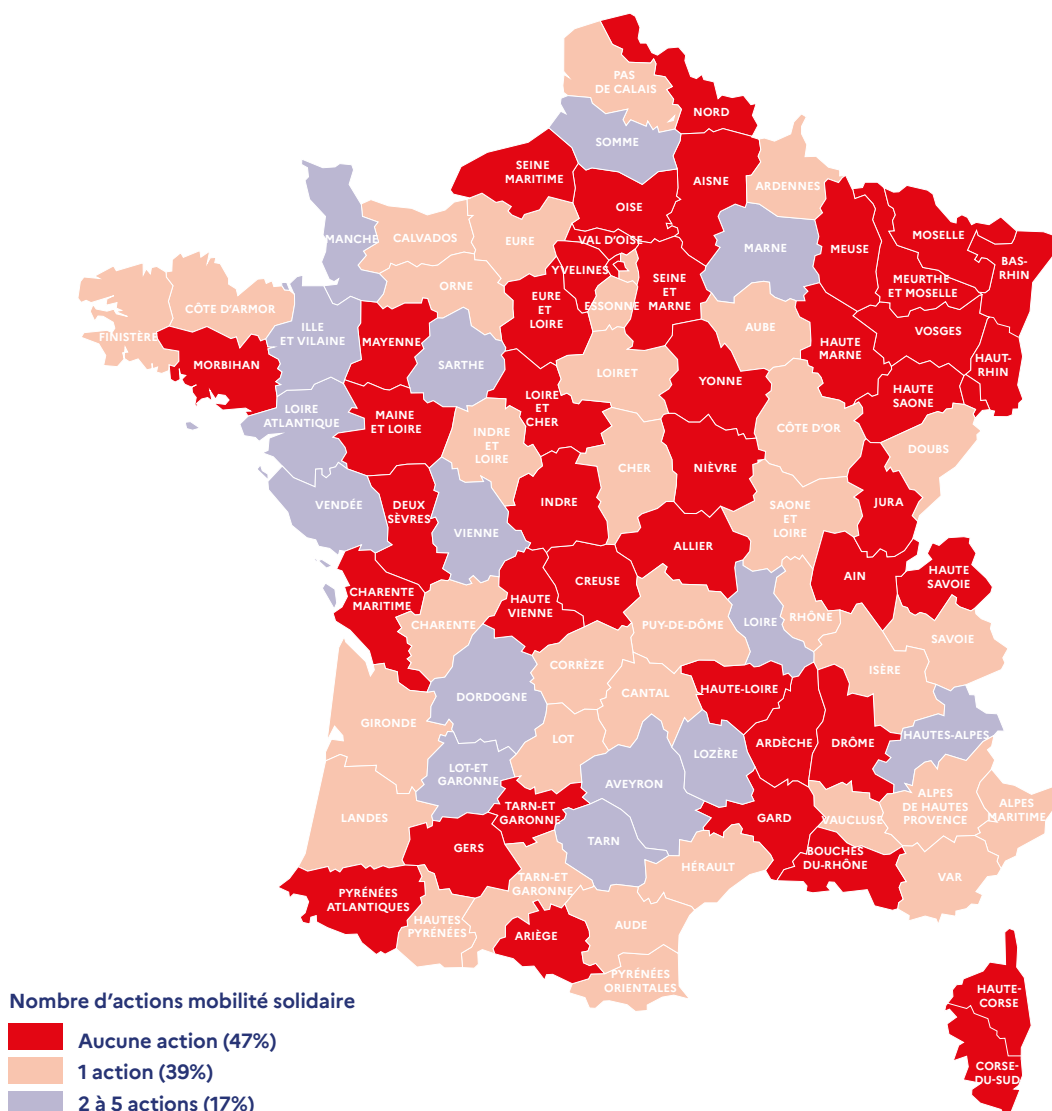 PAS
DE CALAIS
NORD
SOMME
SEINE
MARITIME
AISNE
ARDENNES
OISE
MANCHE
CALVADOS
EURE
VAL D'OISE
MARNE
MEUSE
MOSELLE
BAS-
RHIN
YVELINES
SEINE
ET
MARNE
MEURTHE
ET MOSELLE
ORNE
EURE
ET
LOIRE
ESSONNE
CÔTE D'ARMOR
FINISTÈRE
ILLE
ET VILAINE
MAYENNE
AUBE
VOSGES
HAUTE
MARNE
HAUT-
RHIN
MORBIHAN
SARTHE
LOIRET
YONNE
HAUTE
SAONE
LOIRE
ATLANTIQUE
MAINE
ET LOIRE
LOIRE
ET
CHER
INDRE
ET
LOIRE
CÔTE D'OR
DOUBS
CHER
NIÈVRE
VENDÉE
DEUX
SÈVRES
VIENNE
INDRE
SAONE
ET
LOIRE
JURA
ALLIER
CHARENTE
MARITIME
CREUSE
AIN
HAUTE
SAVOIE
HAUTE
VIENNE
CHARENTE
PUY-DE-DÔME
LOIRE
RHÔNE
SAVOIE
CORRÈZE
ISÈRE
DORDOGNE
CANTAL
HAUTE-LOIRE
GIRONDE
LOT
ARDÈCHE
DRÔME
HAUTES-ALPES
LOT-ET
GARONNE
AVEYRON
LOZÈRE
LANDES
TARN-ET
GARONNE
GARD
VAUCLUSE
ALPES
DE HAUTES
PROVENCE
ALPES
MARITIME
GERS
TARN
BOUCHES
DU-RHÔNE
HÉRAULT
VAR
PYRÉNÉES
ATLANTIQUES
TARN-ET
GARONNE
HAUTES
PYRÉNÉES
ARIÈGE
AUDE
PYRÉNÉES
ORIENTALES
HAUTE-
CORSE
CORSE-
DU-SUD
Nombre d'actions mobilité solidaire
Aucune action (47%)
1 action (39%)
2 à 5 actions (17%)